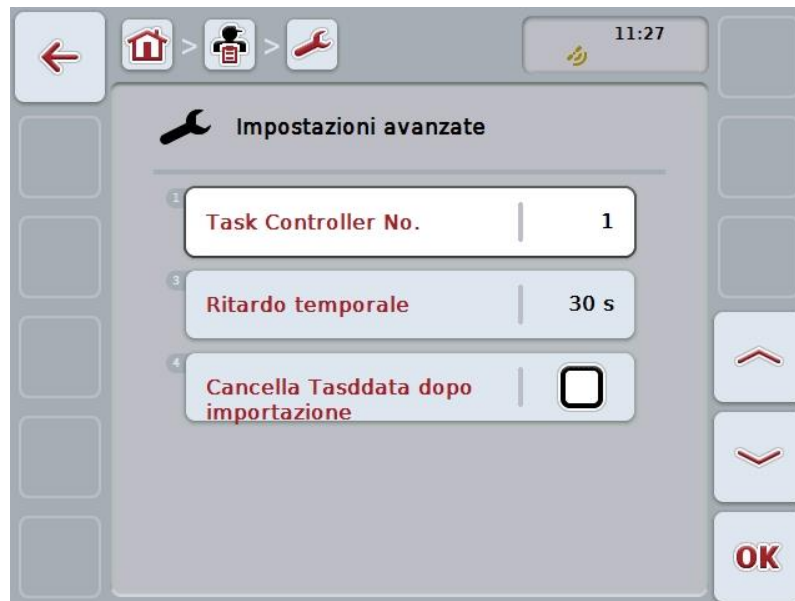 11:27
Impostazioni avanzate
1
Task Controller No. 1
3
Ritardo temporale 30 s
4
Cancella Tasddata dopo
importazione
OK